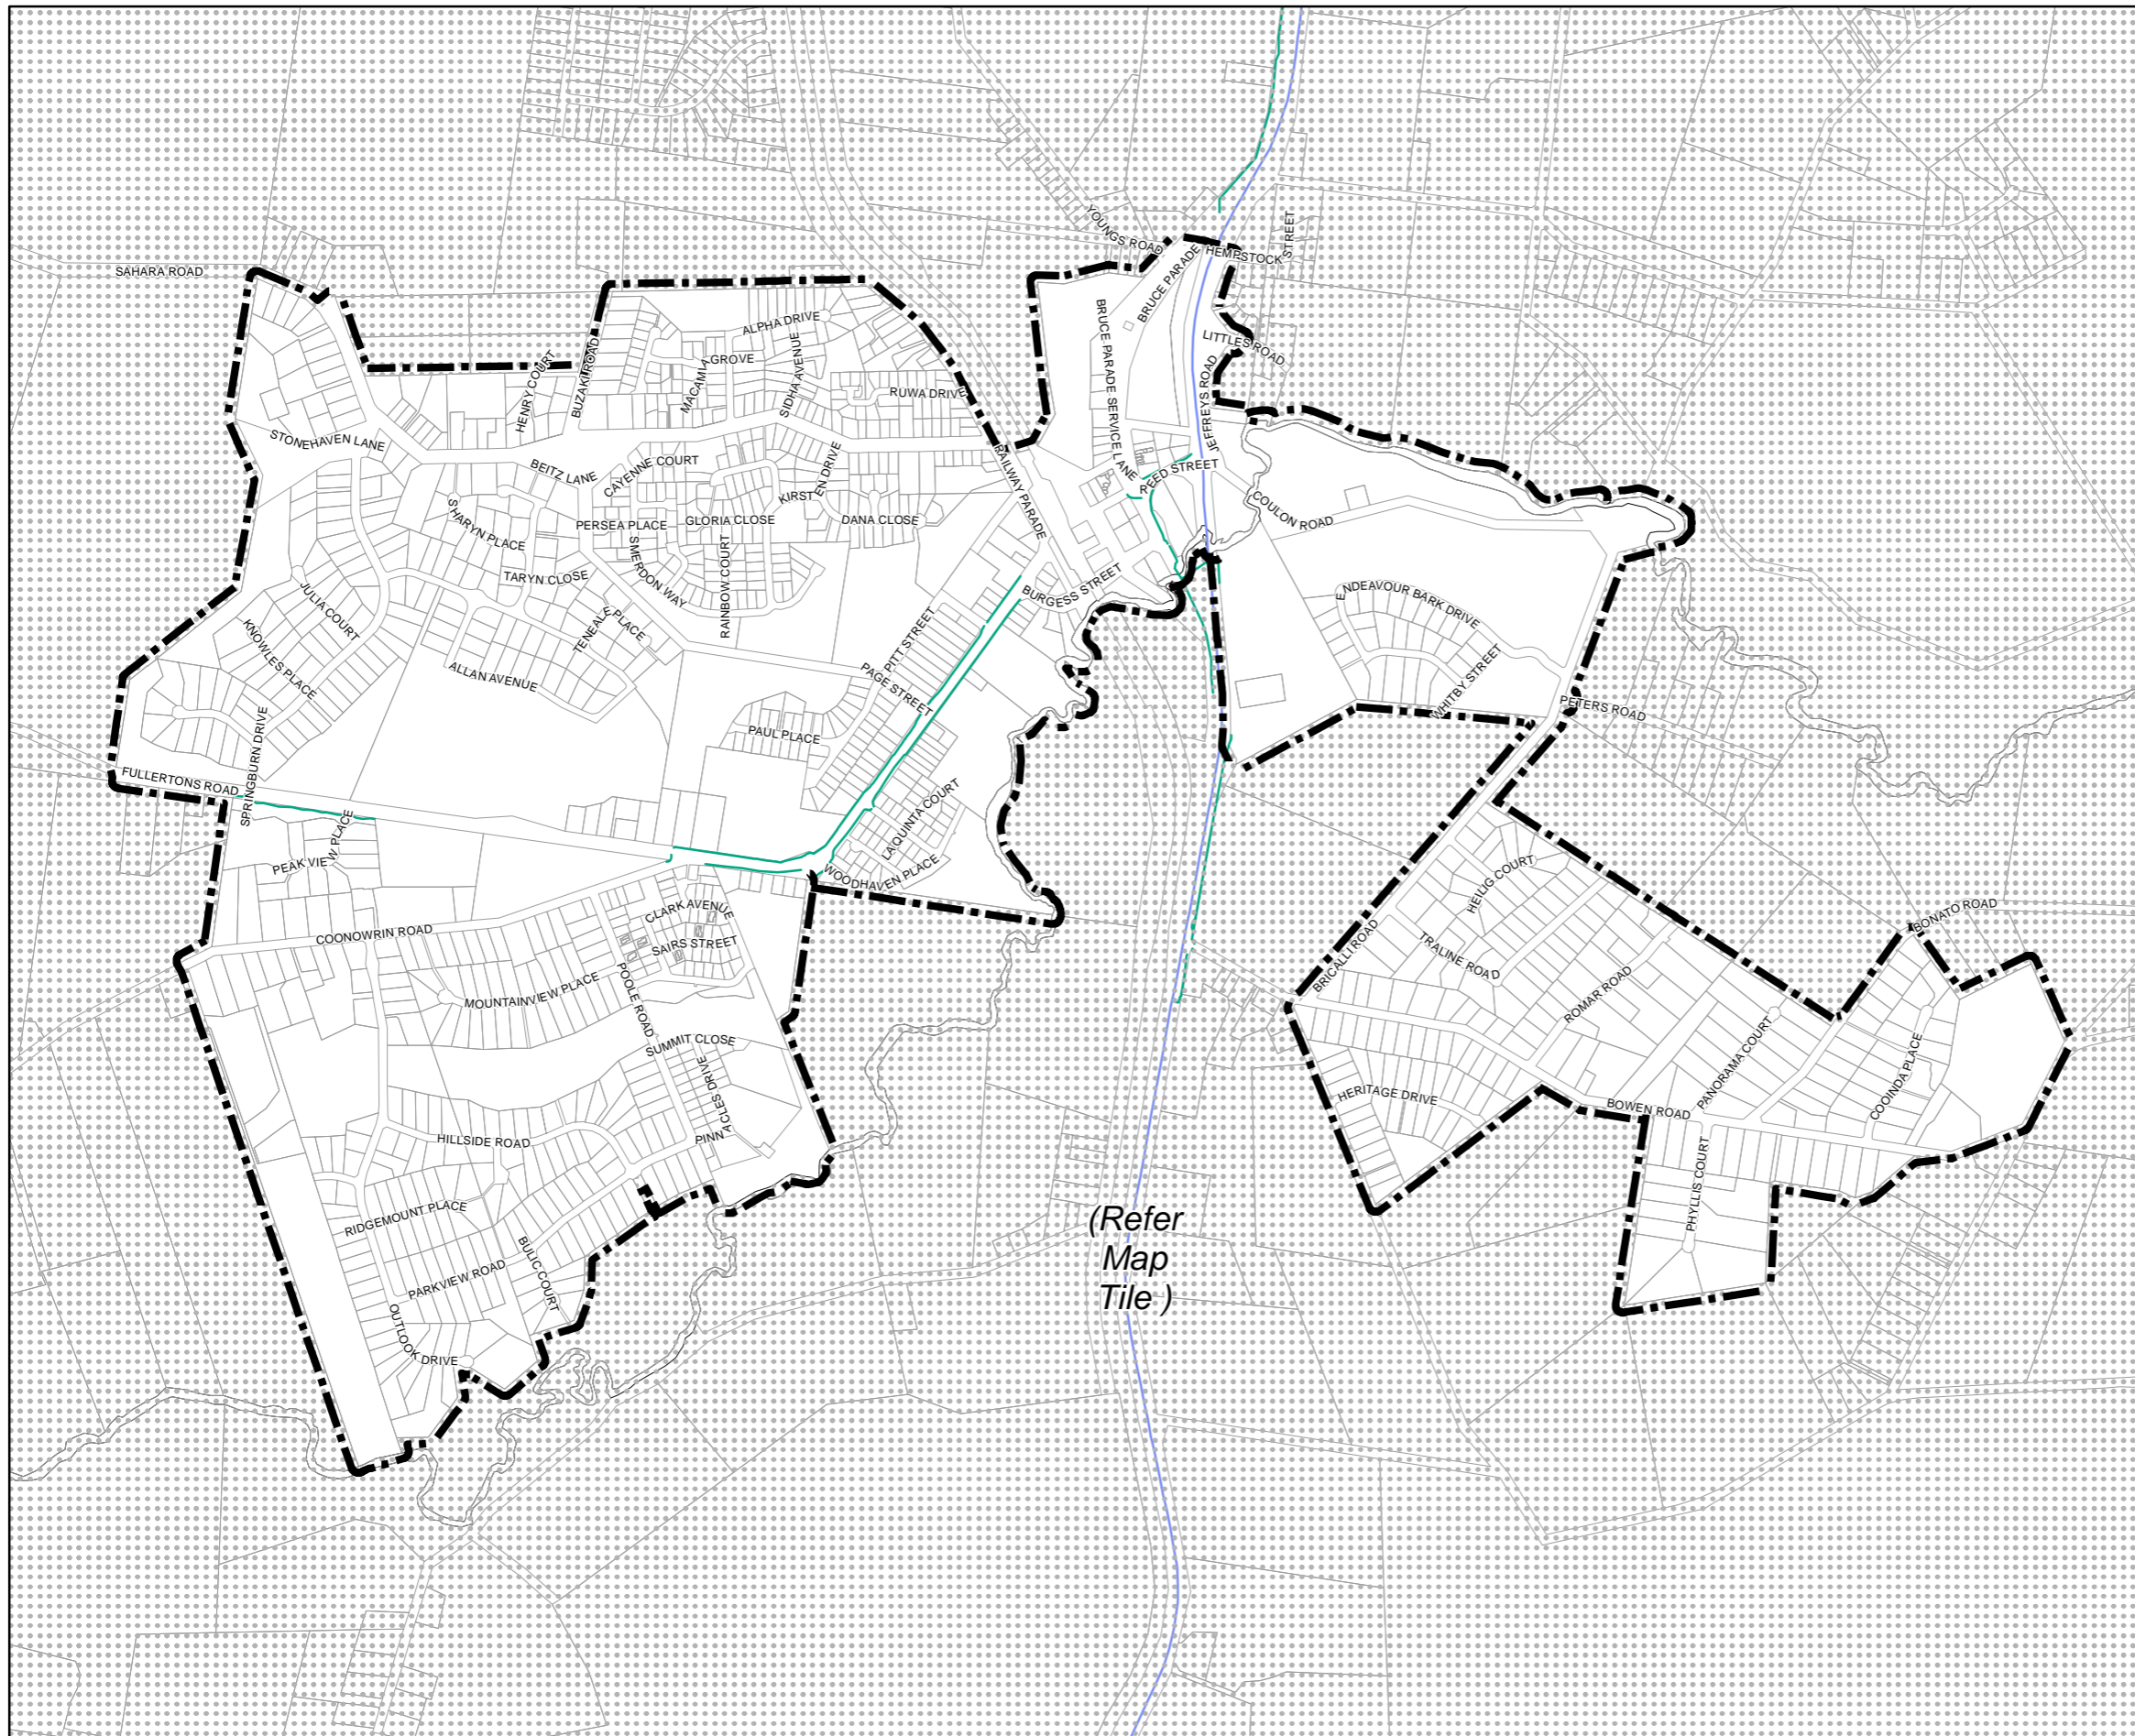 YOUNGS ROAD
HEMPSTOCK
STREET
SAHARA ROAD
BRUCE PARADE
ALPHA DRIVE
LITTLES ROAD
BRUCE PARADE SERVICE LANE
JEFFREYS ROAD
HENRY COURT
BUZAKI ROAD
MACAMIA
GROVE
SIDHA AVENUE
RUWA DRIVE
STONEHAVEN LANE
BEITZ LANE
CAYENNE COURT
KIRSTEN DRIVE
RAILWAY PARADE
REED STREET
COULON ROAD
SHARYN PLACE
PERSEA PLACE
GLORIA CLOSE
DANA CLOSE
SMERDON WAY
RAINBOW COURT
TARYN CLOSE
BURGESS STREET
ENDEAVOUR BARK DRIVE
JULIA COURT
KNOWLES PLACE
TENEALE PLACE
PITT STREET
PAGE STREET
ALLAN AVENUE
WHITBY STREET
PETERS ROAD
PAUL PLACE
SPRINGBURN DRIVE
FULLERTONS ROAD
PEAK VIEW PLACE
LAQUINTA COURT
WOODHAVEN PLACE
HEILIG COURT
CLARK AVENUE
SAIRS STREET
COONOWRIN ROAD
BONATO ROAD
BRICALLI ROAD
TRALINE ROAD
MOUNTAINVIEW PLACE
POOLE ROAD
ROMAR ROAD
SUMMIT CLOSE
PINNACLES DRIVE
PANORAMA COURT
COOINDA PLACE
HERITAGE DRIVE
BOWEN ROAD
HILLSIDE ROAD
PHYLLIS COURT
RIDGEMOUNT PLACE
PARKVIEW ROAD
BULIC COURT
OUTLOOK DRIVE
(Refer
Map
Tile )